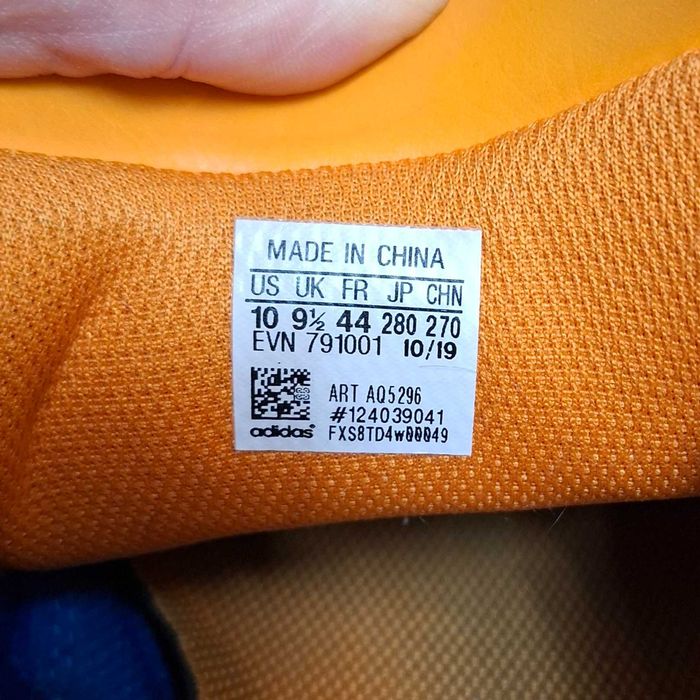 MADE IN CHINA
US UK FR JP CHN
10 9½ 44 280 270
EVN 791001 10/19
ART AQ5296
#124039041
adidas FXS8TD4w00049